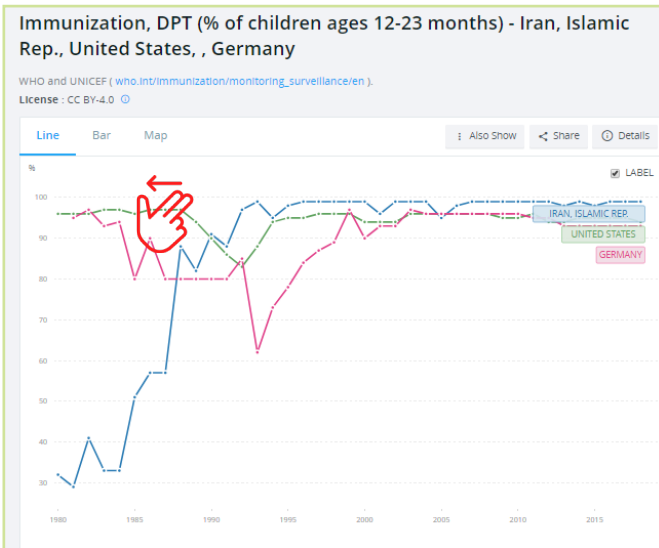 Immunization, DPT (% of children ages 12-23 months) - Iran, Islamic
Rep., United States, , Germany
WHO and UNICEF ( who.int/immunization/monitoring_surveillance/en ).
License : CC BY-4.0
Line Bar Map Also Show Share Details
% LABEL
100
IRAN, ISLAMIC REP.
UNITED STATES
90
GERMANY
80
70
60
50
40
30
1980 1985 1990 1995 2000 2005 2010 2015